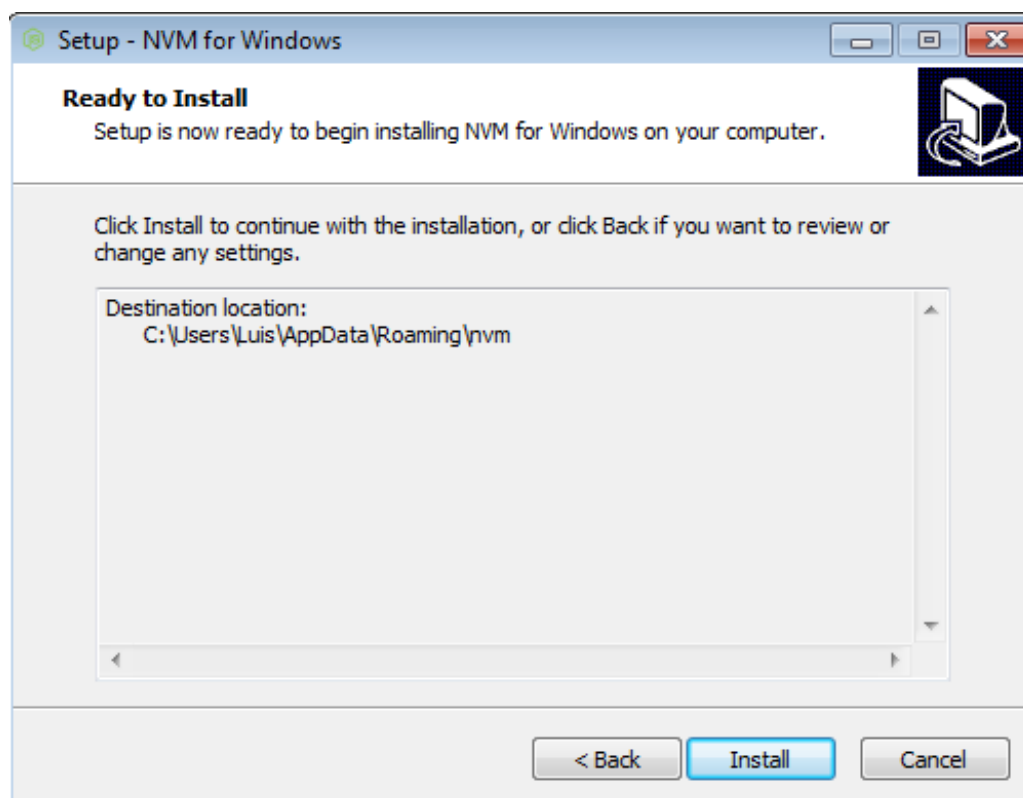 Setup - NVM for Windows
Ready to Install
Setup is now ready to begin installing NVM for Windows on your computer.
Click Install to continue with the installation, or click Back if you want to review or
change any settings.
Destination location:
C:\Users\Luis\AppData\Roaming\nvm
< Back
Install
Cancel